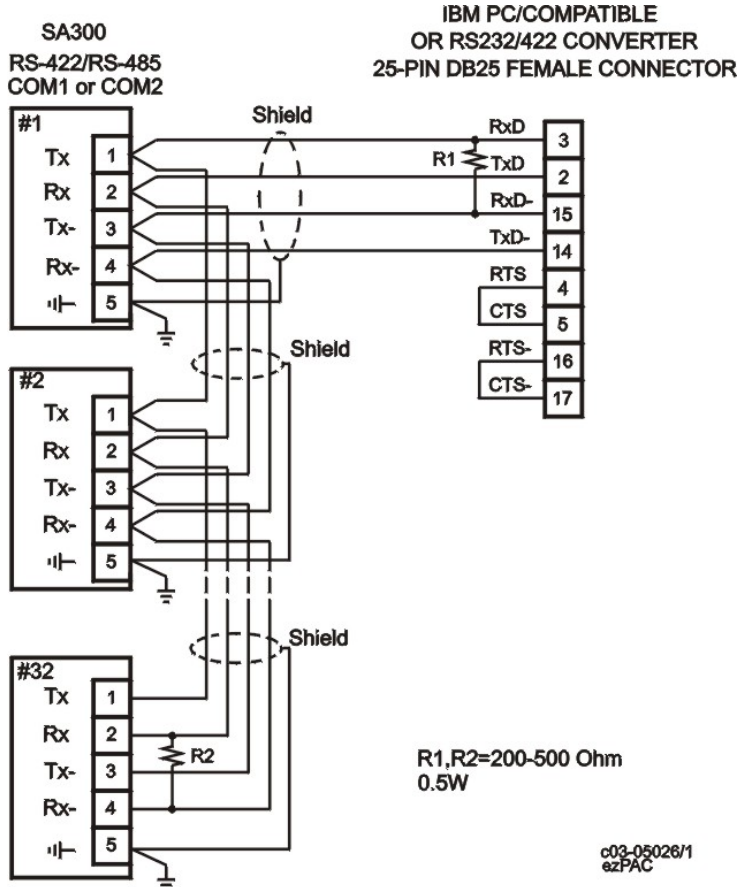 IBM PC/COMPATIBLE
OR RS232/422 CONVERTER
25-PIN DB25 FEMALE CONNECTOR
SA300
RS-422/RS-485
COM1 or COM2
#1
Tx 1
Rx 2
Tx- 3
Rx- 4
5
Shield
R1
RxD 3
TxD 2
RxD- 15
TxD- 14
RTS 4
CTS 5
RTS- 16
CTS- 17
Shield
#2
Tx 1
Rx 2
Tx- 3
Rx- 4
5
Shield
#32
Tx 1
Rx 2
Tx- 3
Rx- 4
5
R2
R1,R2=200-500 Ohm
0.5W
c03-05026/1
ezPAC